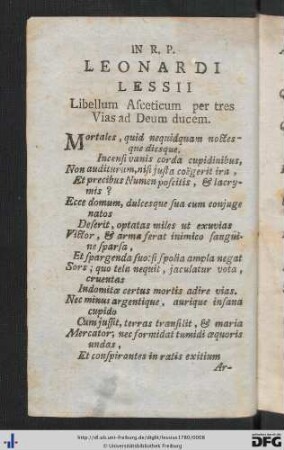 IN R. P.
LEONARDI
LESSII
Libellum Asceticum per tres
Vias ad Deum ducem.
Mortales, quid nequidquam noctes-
que diesque,
Incensi vanis corda cupidinibus,
Non auditurum, nisi justa coëgerit ira,
Et precibus Numen poscitis, & lacry-
mis?
Ecce domum, dulcesque sua cum conjuge
natos
Deserit, optatas miles ut exuvias
Victor, & arma ferat inimico sangui-
ne sparsa,
Et spargenda suo: si spolia ampla negat
Sors; quo tela nequit, jaculatur vota,
cruentas
Indomitæ certus mortis adire vias.
Nec minus argentique, aurique insana
cupido
Cum jussit, terras transilit, & maria
Mercator; nec formidat tumidi æquoris
undas,
Et conspirantes in ratis exitium
Ar-
http://dl.ub.uni-freiburg.de/diglit/lessius1780/0008
© Universitätsbibliothek Freiburg
DFG